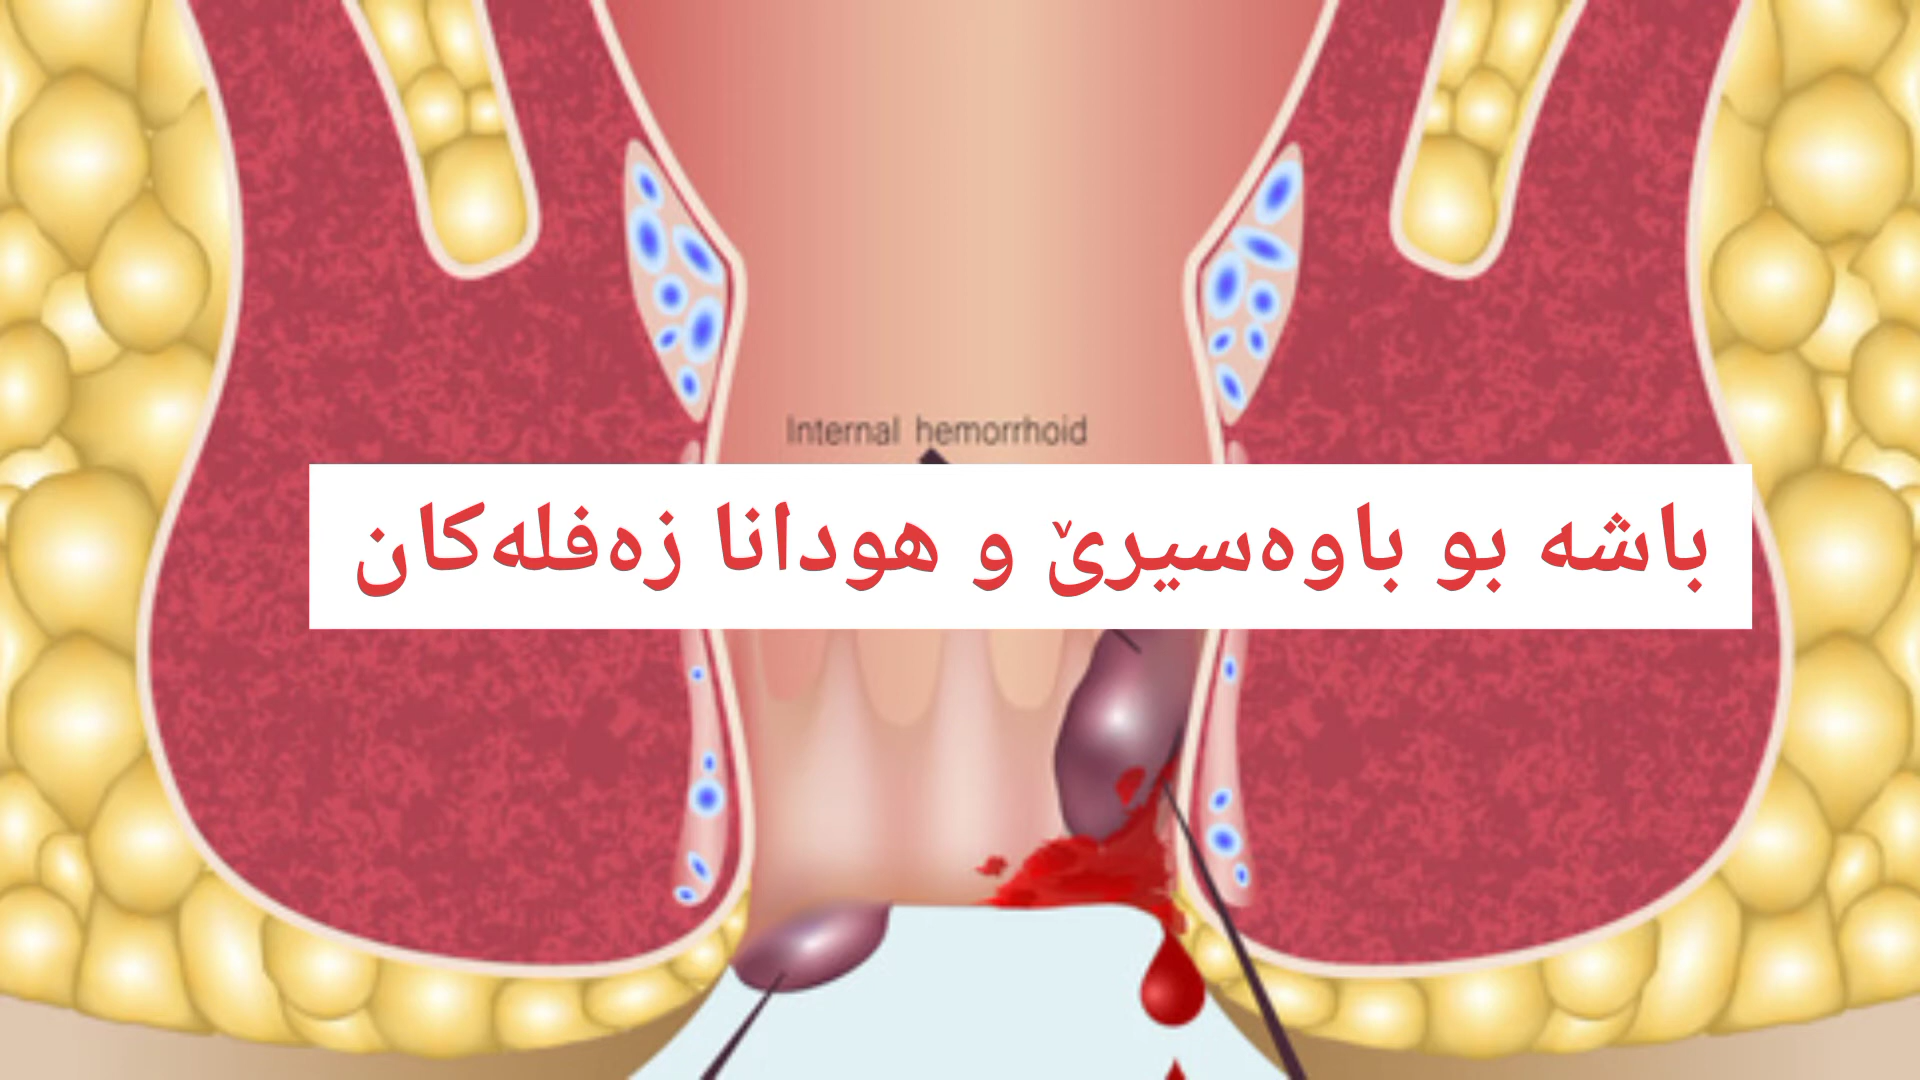 Internal hemorrhoid
باشە بو باوەسیرێ و هودانا زەفلەکان